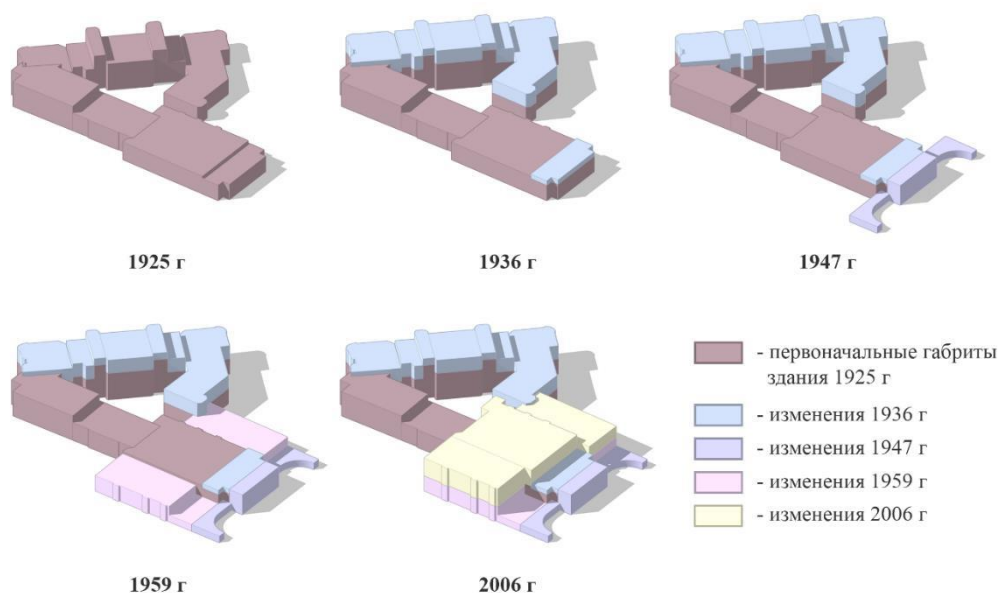 1925 г
1936 г
1947 г
1959 г
2006 г
- первоначальные габриты
здания 1925 г
- изменения 1936 г
- изменения 1947 г
- изменения 1959 г
- изменения 2006 г